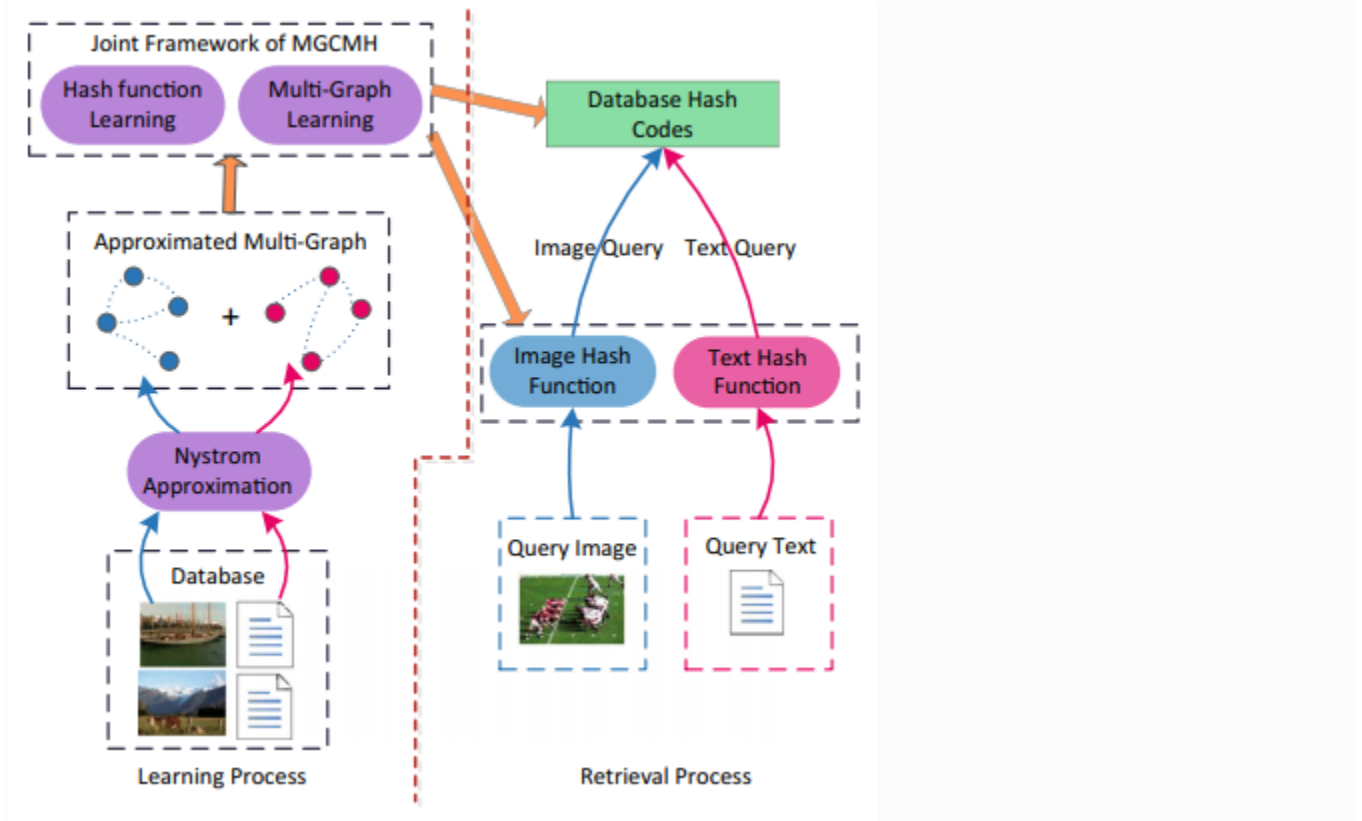 Joint Framework of MGCMH
Hash function
Learning
Multi-Graph
Learning
Approximated Multi-Graph
+
Nystrom
Approximation
Database
Learning Process
Database Hash
Codes
Image Query
Text Query
Image Hash
Function
Text Hash
Function
Query Image
Query Text
Retrieval Process